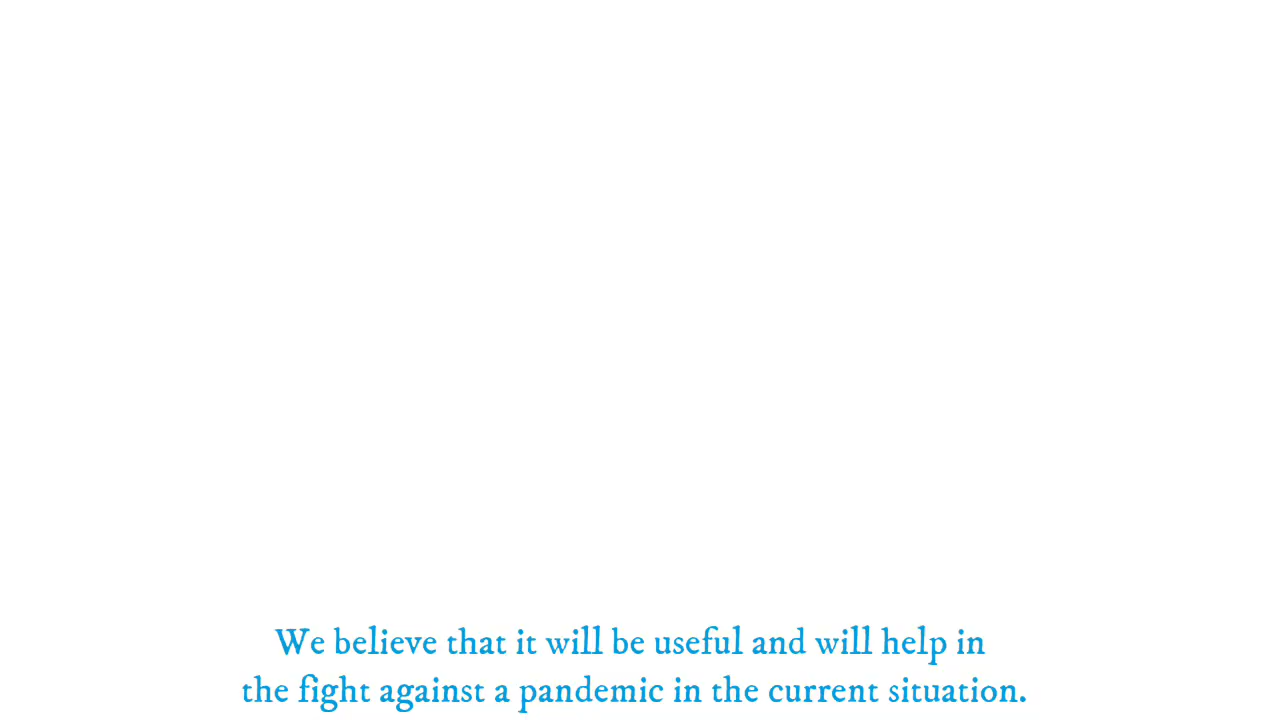 We believe that it will be useful and will help in
the fight against a pandemic in the current situation.